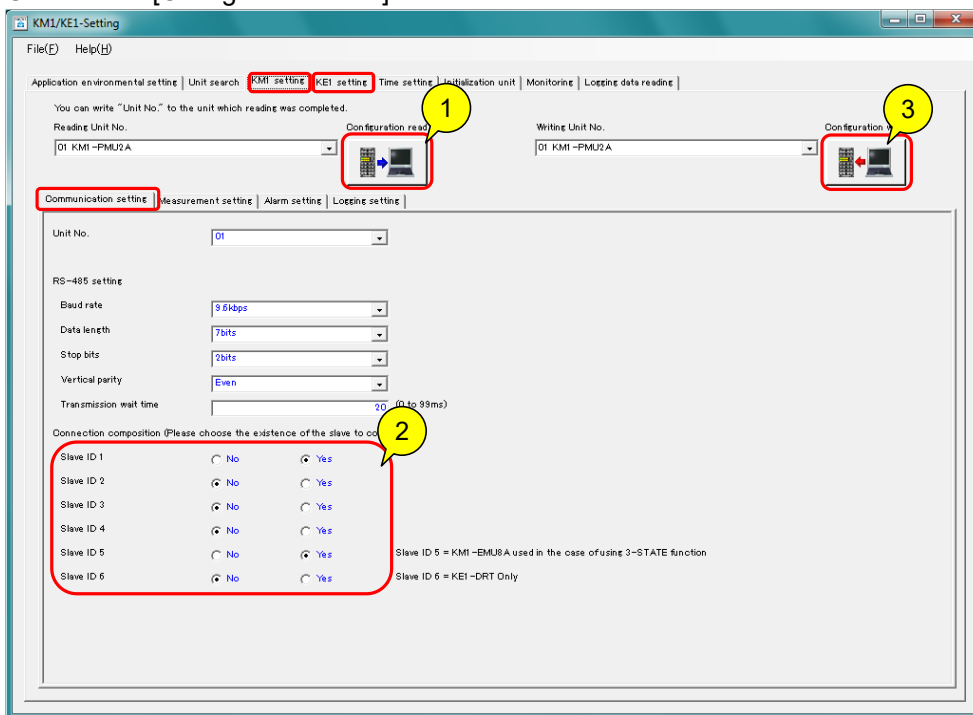 KM1/KE1-Setting
File(F) Help(H)
Application environmental setting Unit search KM1 setting KE1 setting Time setting Initialization unit Monitoring Logging data reading
You can write "Unit No." to the unit which reading was completed.
1
3
Reading Unit No. Configuration read Writing Unit No. Configuration w
01 KM1-PMU2A 01 KM1-PMU2A
Communication setting Measurement setting Alarm setting Logging setting
Unit No. 01
RS-485 setting
Baud rate 9.6kbps
Data length 7bits
Stop bits 2bits
Vertical parity Even
Transmission wait time 20 (0 to 99ms)
Connection composition (Please choose the existence of the slave to co
2
Slave ID 1 No Yes
Slave ID 2 No Yes
Slave ID 3 No Yes
Slave ID 4 No Yes
Slave ID 5 No Yes Slave ID 5 = KM1-EMU8A used in the case of using 3-STATE function
Slave ID 6 No Yes Slave ID 6 = KE1-DRT Only